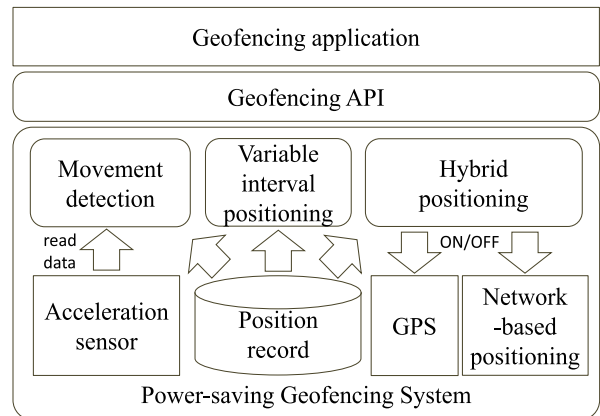 Geofencing application
Geofencing API
Movement
detection
Variable
interval
positioning
Hybrid
positioning
read
data
ON/OFF
Acceleration
sensor
Position
record
GPS
Network
-based
positioning
Power-saving Geofencing System